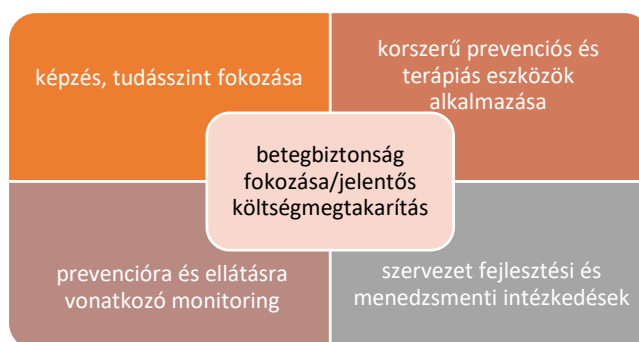 képzés, tudásszint fokozása
korszerű prevenciós és
terápiás eszközök
alkalmazása
betegbiztonság
fokozása/jelentős
költségmegtakarítás
prevencióra és ellátásra
vonatkozó monitoring
szervezet fejlesztési és
menedzsmenti intézkedések